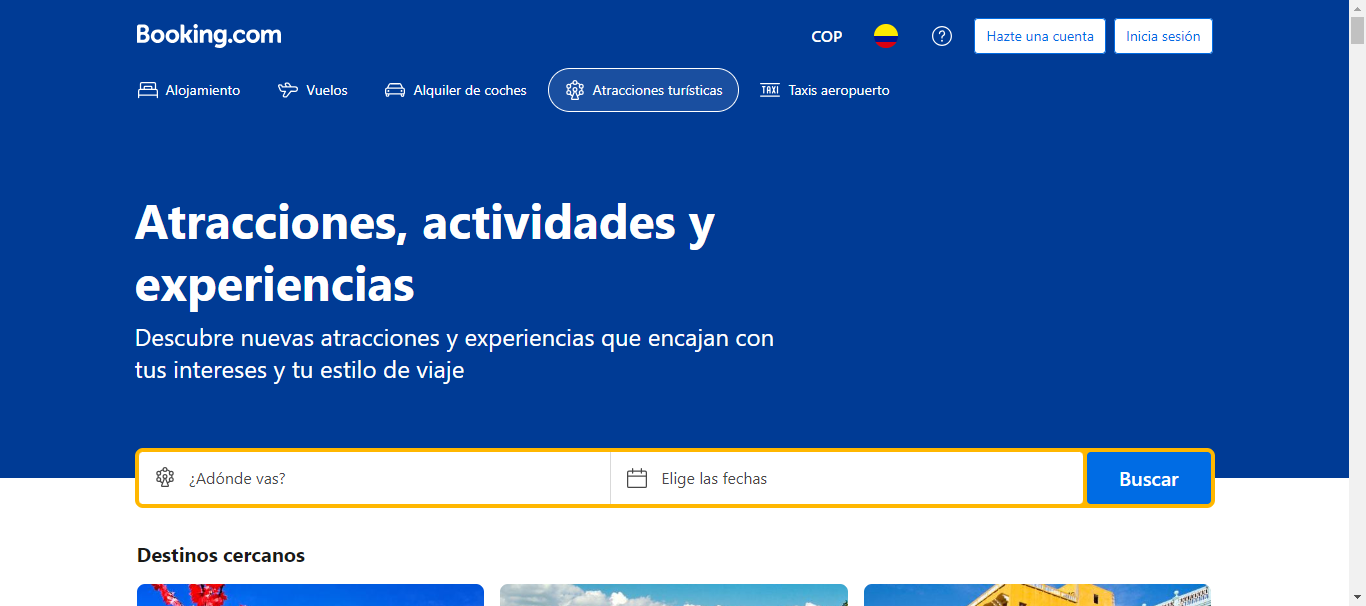 Booking.com
COP
Hazte una cuenta
Inicia sesión
Alojamiento
Vuelos
Alquiler de coches
Atracciones turísticas
TAXI
Taxis aeropuerto
Atracciones, actividades y
experiencias
Descubre nuevas atracciones y experiencias que encajan con
tus intereses y tu estilo de viaje
¿Adónde vas?
Elige las fechas
Buscar
Destinos cercanos